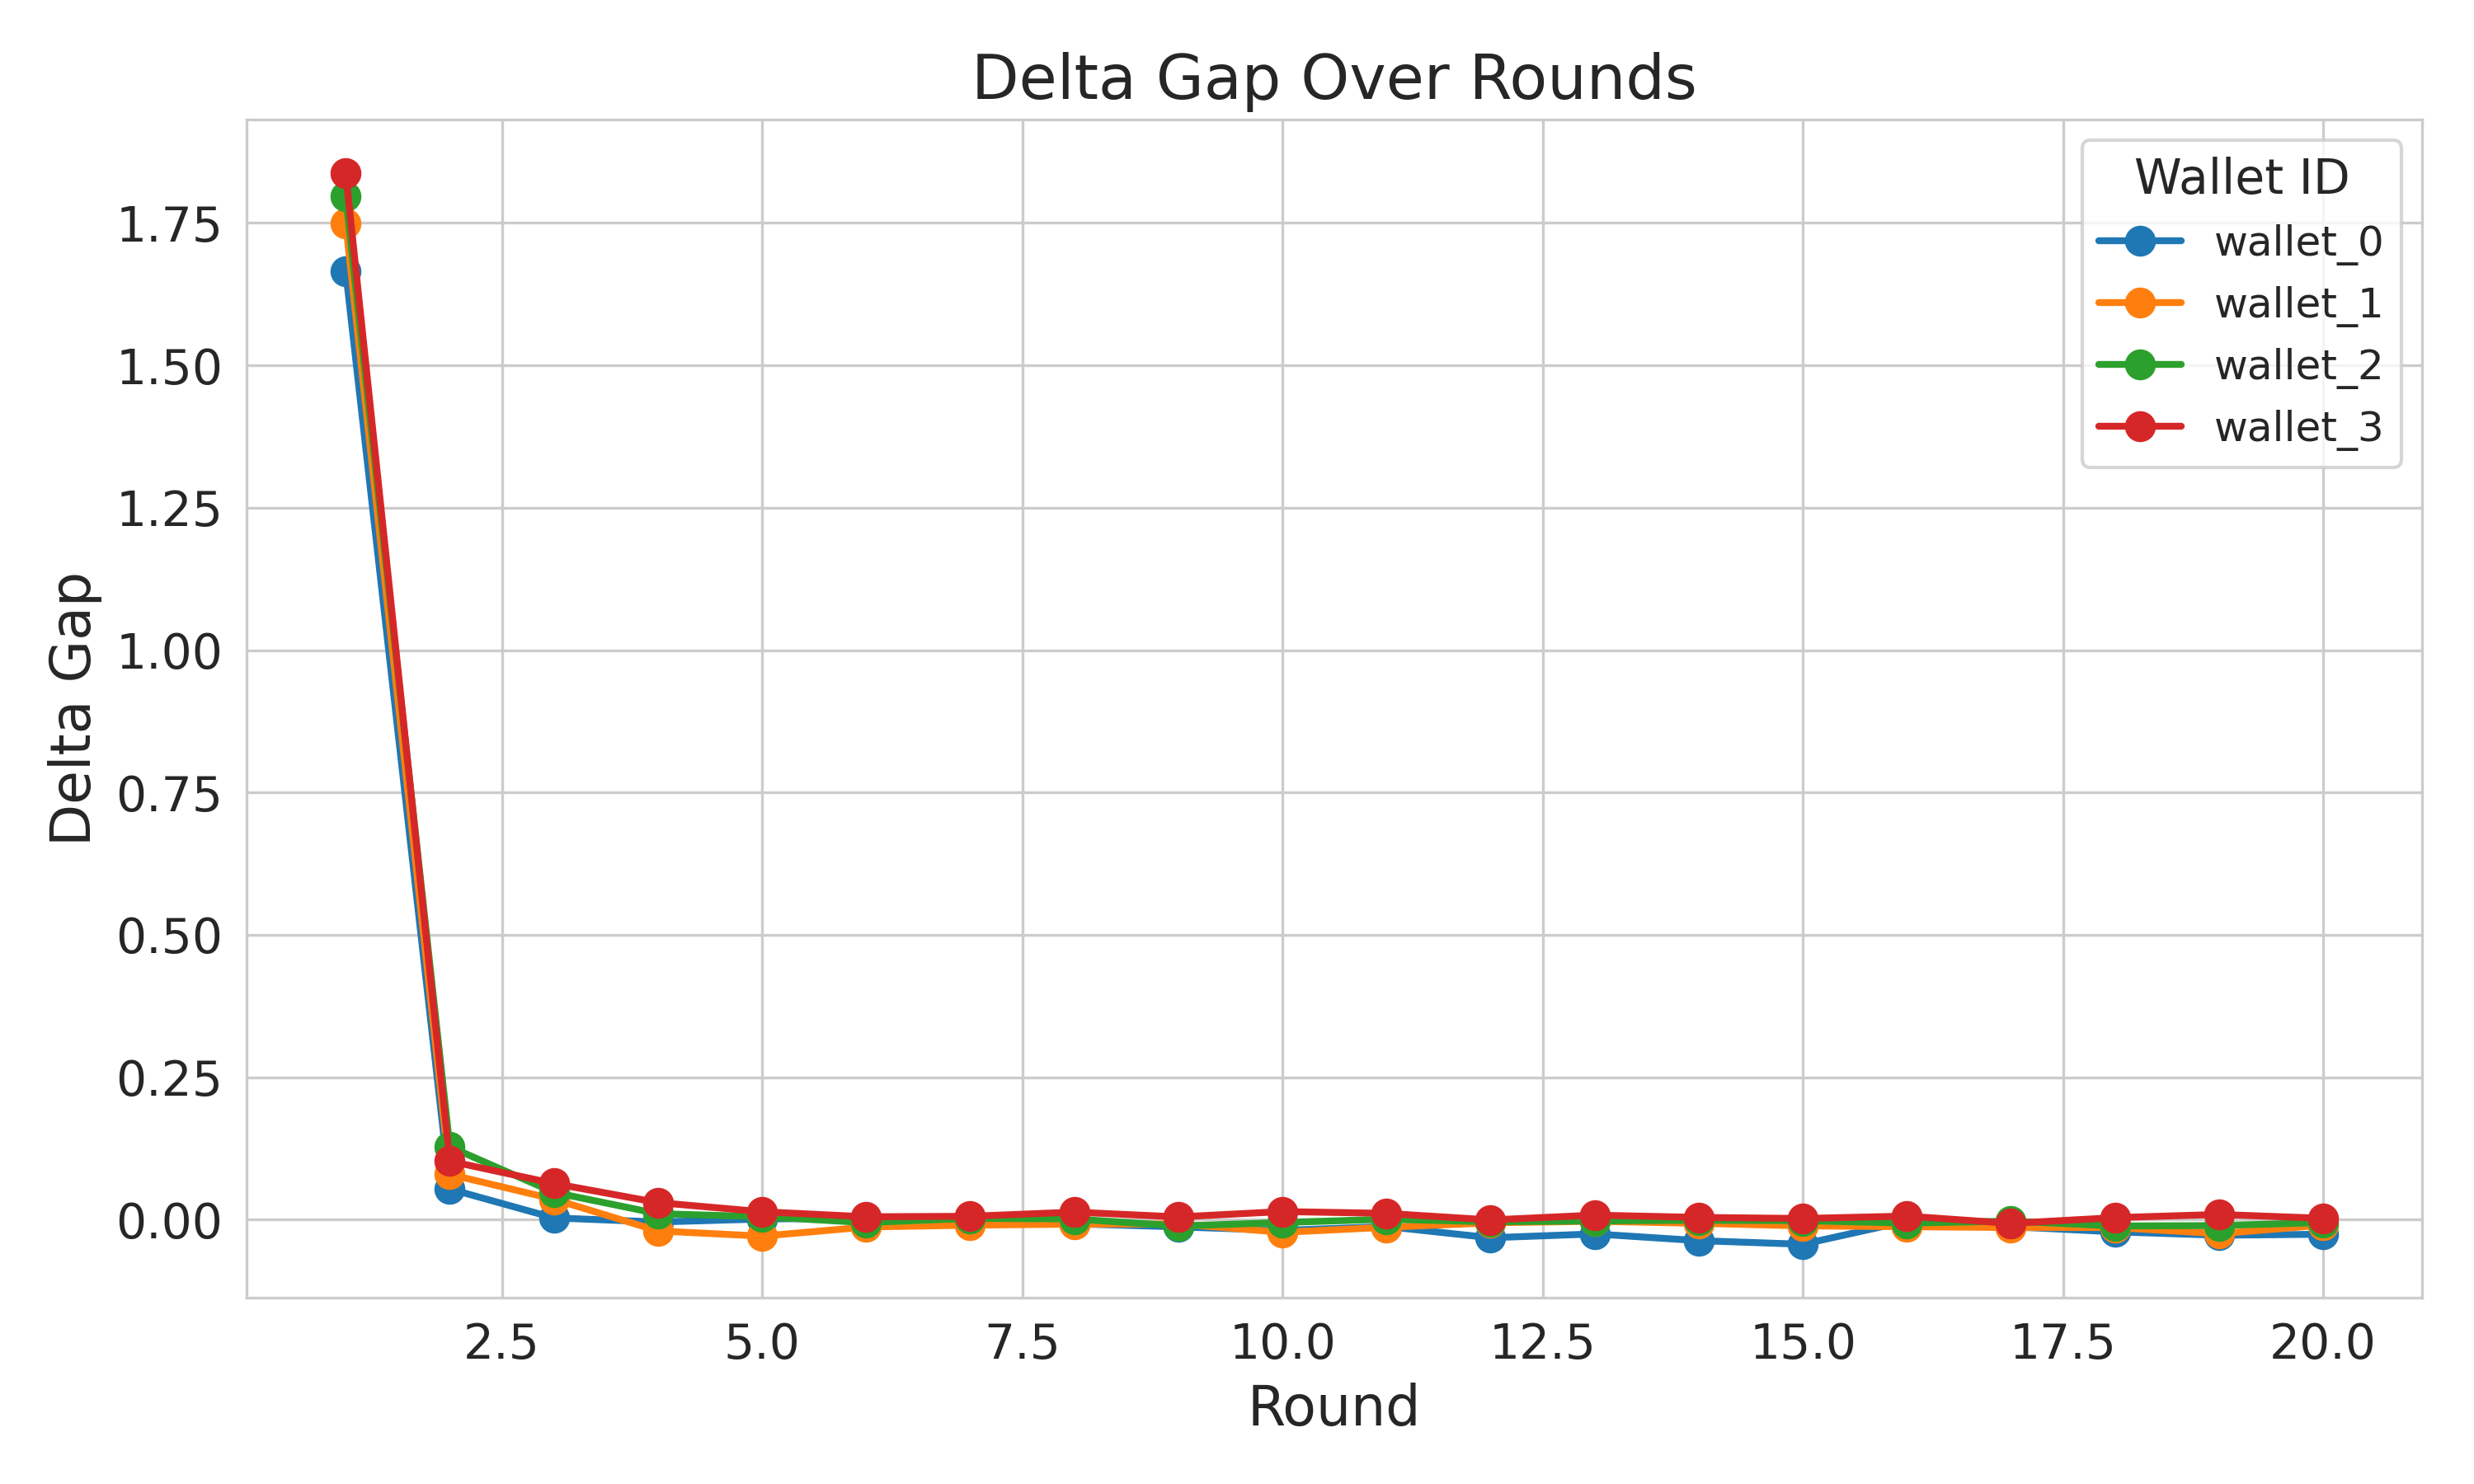 Delta Gap Over Rounds
Wallet ID
wallet_0
wallet_1
wallet_2
wallet_3
Delta Gap
1.75
1.50
1.25
1.00
0.75
0.50
0.25
0.00
2.5 5.0 7.5 10.0 12.5 15.0 17.5 20.0
Round